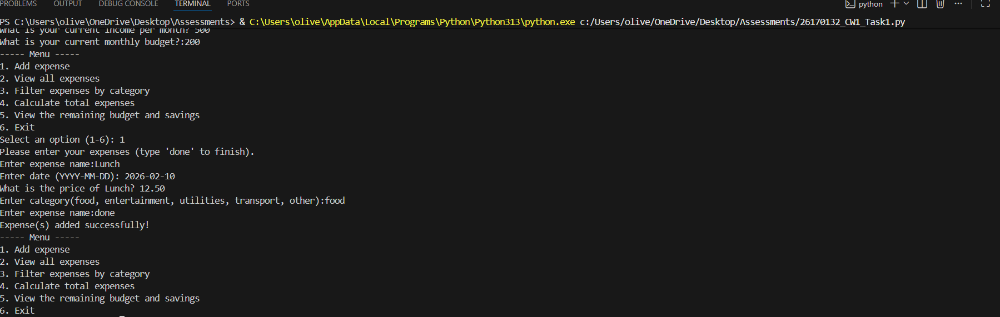 PROBLEMS OUTPUT DEBUG CONSOLE TERMINAL PORTS python
PS C:\Users\olive\OneDrive\Desktop\Assessments> & C:\Users\olive\AppData\Local\Programs\Python\Python313\python.exe c:/Users/olive/OneDrive/Desktop/Assessments/26170132_CW1_Task1.py
What is your current income per month? 500
What is your current monthly budget?:200
----- Menu -----
1. Add expense
2. View all expenses
3. Filter expenses by category
4. Calculate total expenses
5. View the remaining budget and savings
6. Exit
Select an option (1-6): 1
Please enter your expenses (type 'done' to finish).
Enter expense name:Lunch
Enter date (YYYY-MM-DD): 2026-02-10
What is the price of Lunch? 12.50
Enter category(food, entertainment, utilities, transport, other):food
Enter expense name:done
Expense(s) added successfully!
----- Menu -----
1. Add expense
2. View all expenses
3. Filter expenses by category
4. Calculate total expenses
5. View the remaining budget and savings
6. Exit